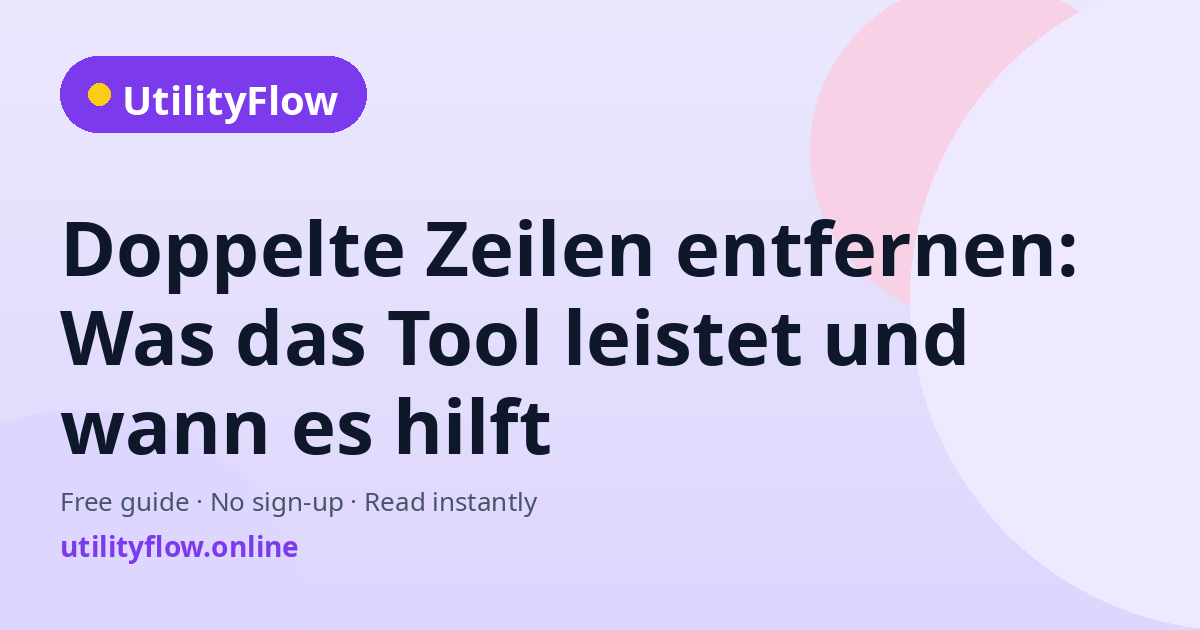 UtilityFlow
Doppelte Zeilen entfernen:
Was das Tool leistet und
wann es hilft
Free guide · No sign-up · Read instantly
utilityflow.online